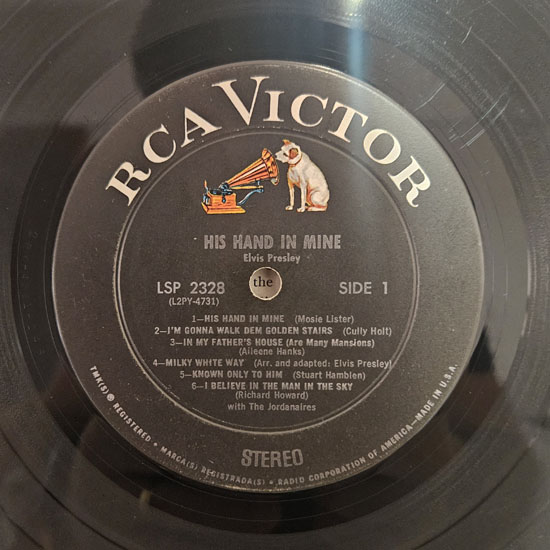 RCA VICTOR
HIS HAND IN MINE
Elvis Presley
LSP 2328
(L2PY-4731)
the
SIDE 1
1—HIS HAND IN MINE (Mosie Lister)
2—I'M GONNA WALK DEM GOLDEN STAIRS (Cully Holt)
3—IN MY FATHER'S HOUSE (Are Many Mansions)
(Aileene Hanks)
4—MILKY WHITE WAY (Arr. and adapted: Elvis Presley)
5—KNOWN ONLY TO HIM (Stuart Hamblen)
6—I BELIEVE IN THE MAN IN THE SKY
(Richard Howard)
with The Jordanaires
STEREO
TMK(S) ® REGISTERED • MARCA(S) REGISTRADA(S) • RADIO CORPORATION OF AMERICA—MADE IN U.S.A.